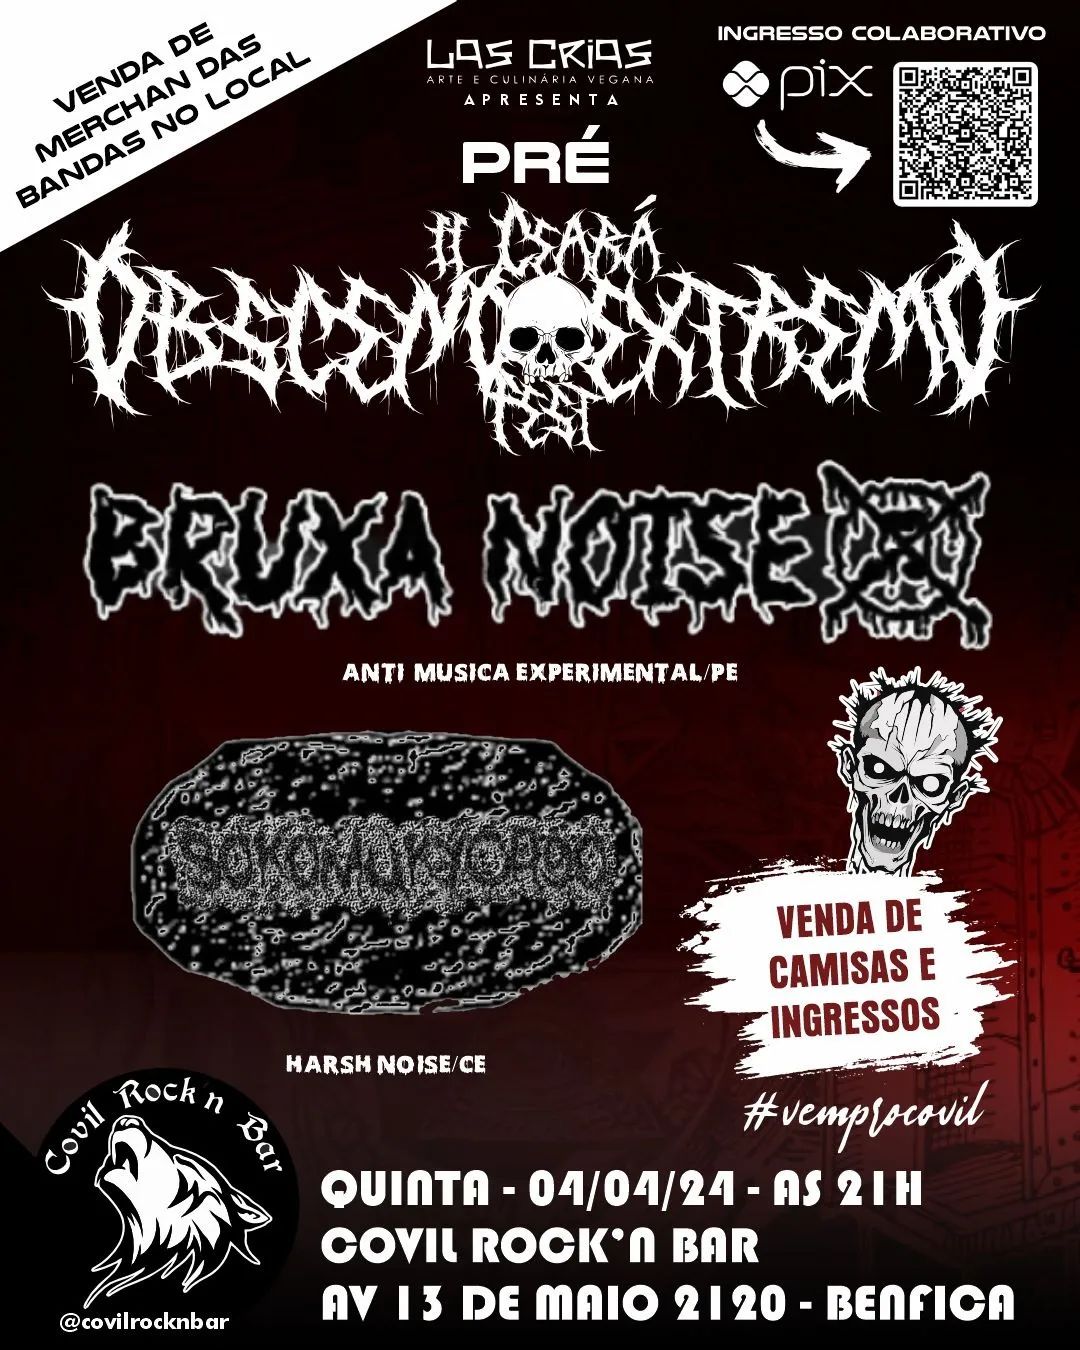 VENDA DE
MERCHAN DAS
BANDAS NO LOCAL
LAS CRIAS
ARTE E CULINÁRIA VEGANA
APRESENTA
INGRESSO COLABORATIVO
pix
PRÉ
II CEARÁ
OBSCENO EXTREMO
FEST
BRUXA NOISE
ANTI MUSICA EXPERIMENTAL/PE
HARSH NOISE/CE
VENDA DE
CAMISAS E
INGRESSOS
#vemprocovil
Covil Rock n Bar
@covilrocknbar
QUINTA - 04/04/24 - AS 21H
COVIL ROCK'N BAR
AV 13 DE MAIO 2120 - BENFICA